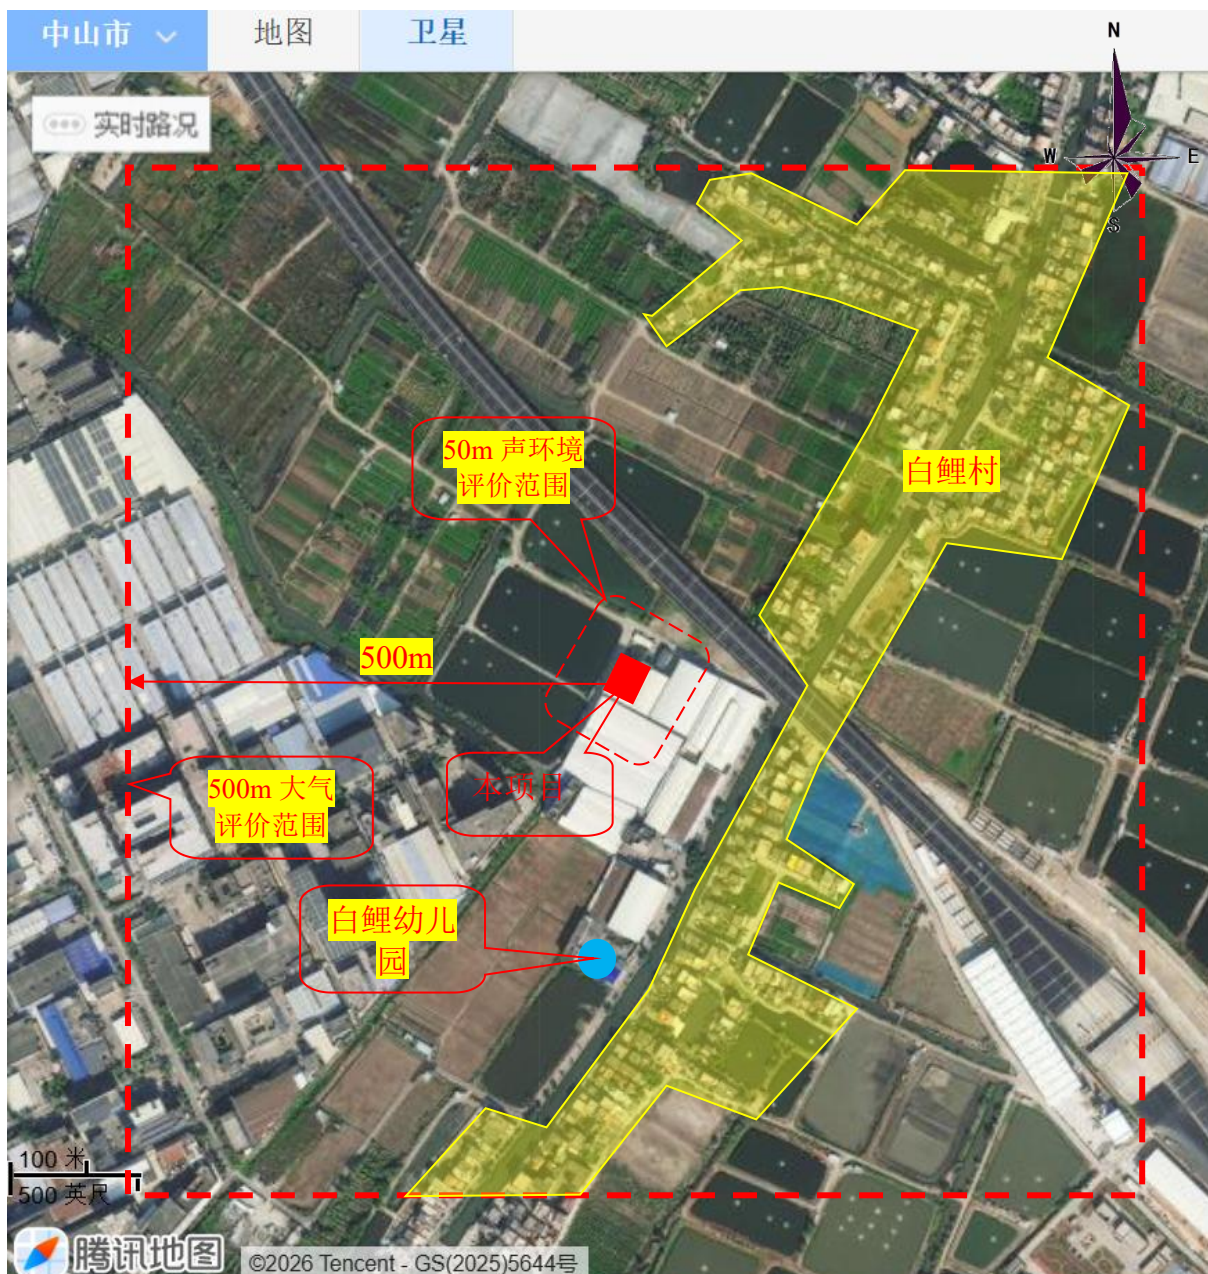 中山市
地图
卫星
N
实时路况
W
E
S
50m 声环境
评价范围
白鲤村
500m
500m 大气
评价范围
本项目
白鲤幼儿
园
100 米
500 英尺
腾讯地图
©2026 Tencent - GS(2025)5644号